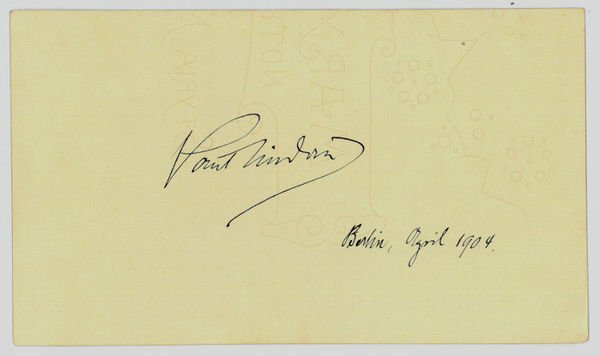 Paul Lindau
Berlin, April 1904.